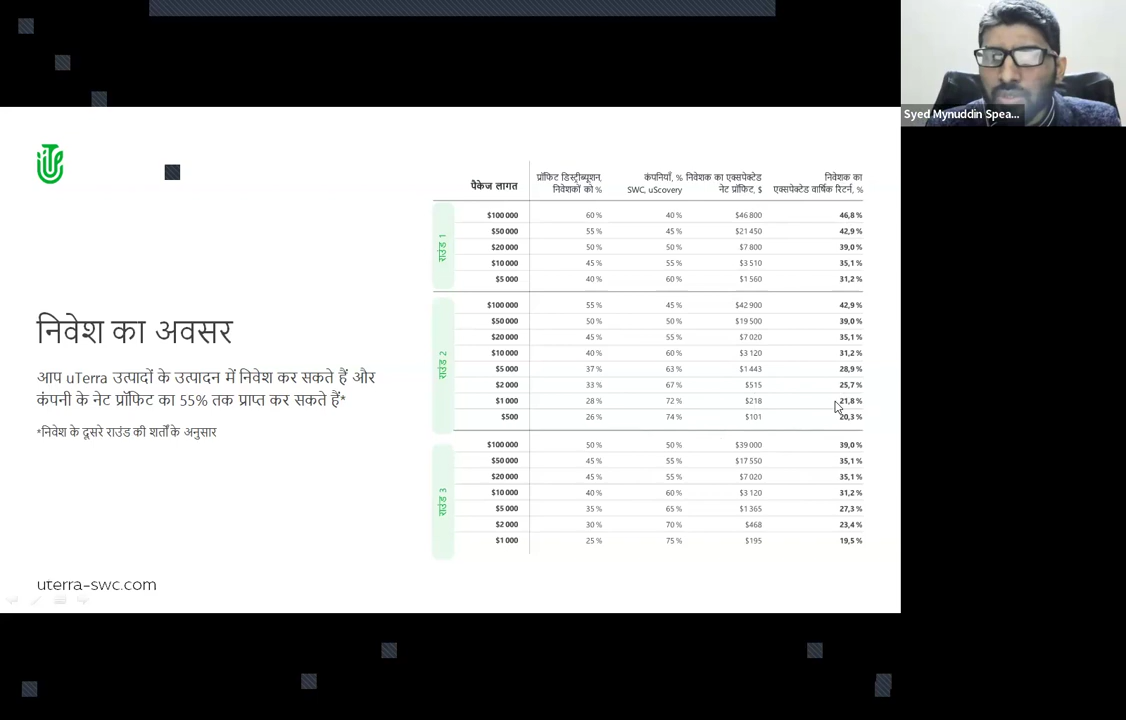 Syed Mynuddin Spea...
पैकेज लागत
प्रॉफिट डिस्ट्रीब्यूशन, निवेशकों को %
कंपनियाँ, % SWC, uScovery
निवेशक का एक्सपेक्टेड नेट प्रॉफिट, $
निवेशक का एक्सपेक्टेड वार्षिक रिटर्न, %
राउंड 1
$100 000 60 % 40 % $46 800 46,8 %
$50 000 55 % 45 % $21 450 42,9 %
$20 000 50 % 50 % $7 800 39,0 %
$10 000 45 % 55 % $3 510 35,1 %
$5 000 40 % 60 % $1 560 31,2 %
राउंड 2
$100 000 55 % 45 % $42 900 42,9 %
$50 000 50 % 50 % $19 500 39,0 %
$20 000 45 % 55 % $7 020 35,1 %
$10 000 40 % 60 % $3 120 31,2 %
$5 000 37 % 63 % $1 443 28,9 %
$2 000 33 % 67 % $515 25,7 %
$1 000 28 % 72 % $218 21,8 %
$500 26 % 74 % $101 20,3 %
राउंड 3
$100 000 50 % 50 % $39 000 39,0 %
$50 000 45 % 55 % $17 550 35,1 %
$20 000 45 % 55 % $7 020 35,1 %
$10 000 40 % 60 % $3 120 31,2 %
$5 000 35 % 65 % $1 365 27,3 %
$2 000 30 % 70 % $468 23,4 %
$1 000 25 % 75 % $195 19,5 %
निवेश का अवसर
आप uTerra उत्पादों के उत्पादन में निवेश कर सकते हैं और
कंपनी के नेट प्रॉफिट का 55% तक प्राप्त कर सकते हैं*
*निवेश के दूसरे राउंड की शर्तों के अनुसार
uterra-swc.com